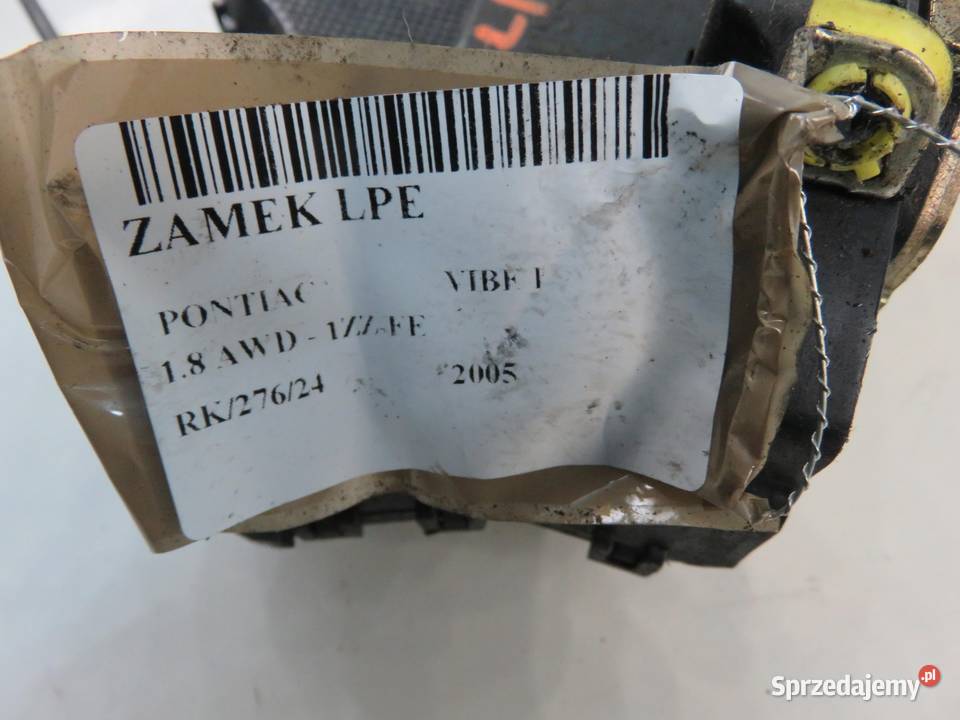 ZAMEK LPE
PONTIAC VIBE I
1.8 AWD - 1ZZ-FE
RK/276/24 2005
Sprzedajemy.pl